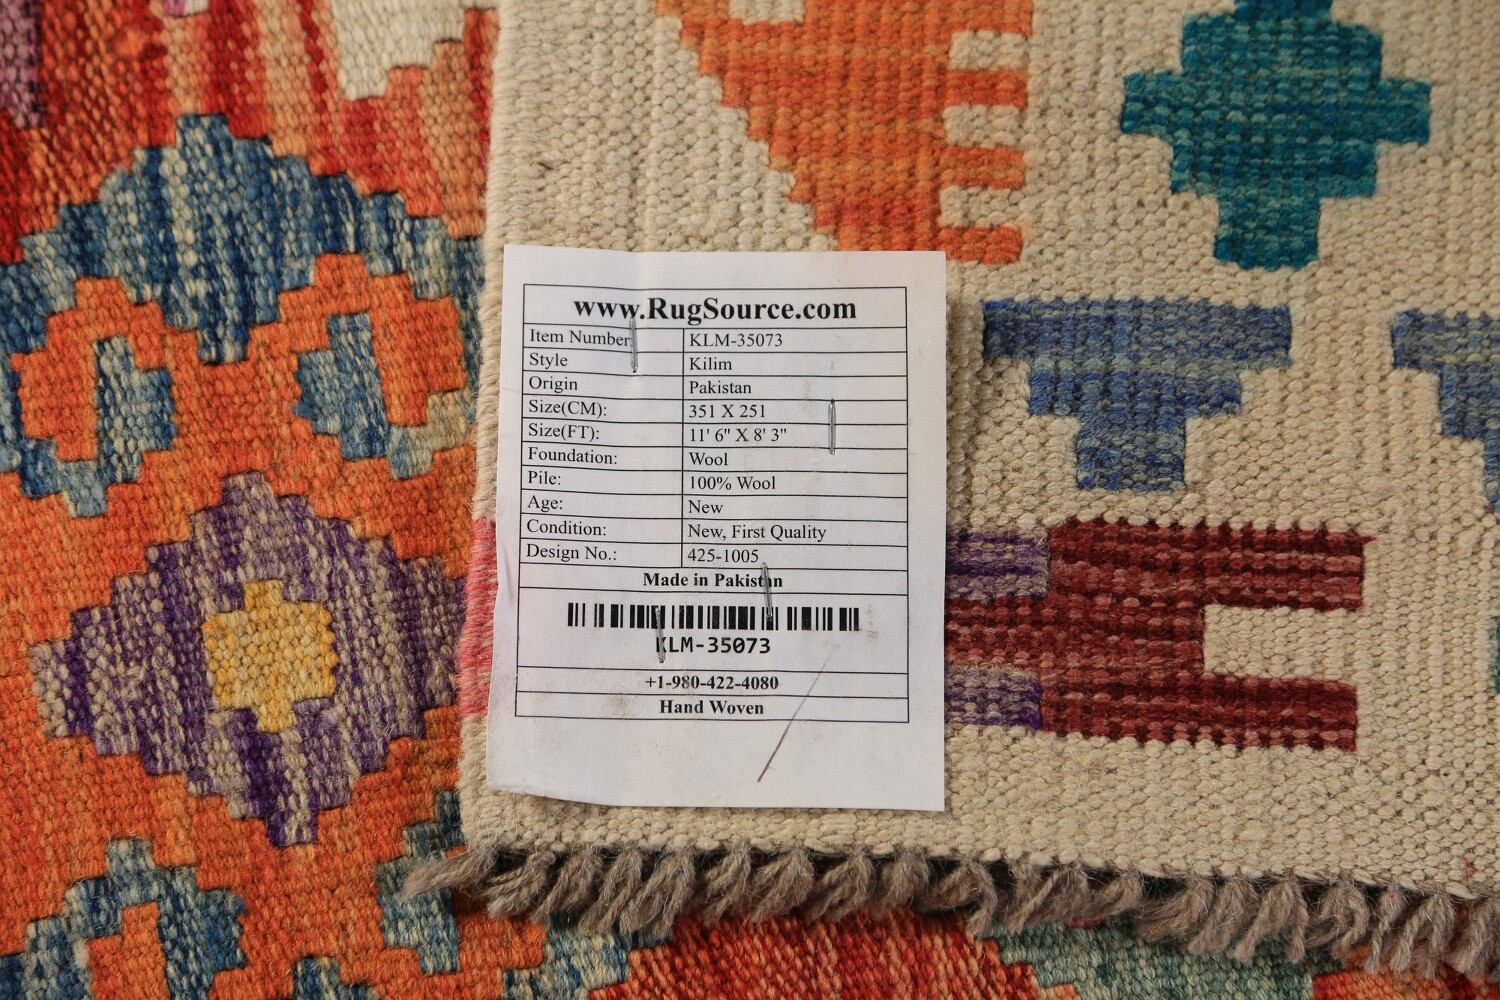 www.RugSource.com
Item Number: KLM-35073
Style Kilim
Origin Pakistan
Size(CM): 351 X 251
Size(FT): 11' 6" X 8' 3"
Foundation: Wool
Pile: 100% Wool
Age: New
Condition: New, First Quality
Design No.: 425-1005
Made in Pakistan
KLM-35073
+1-980-422-4080
Hand Woven